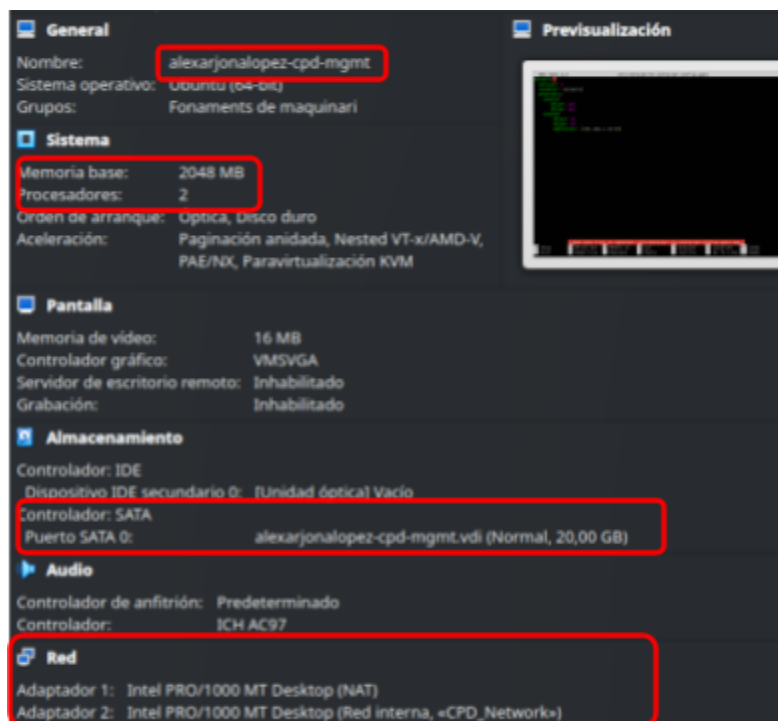 General
Nombre: alexarjonalopez-cpd-mgmt
Sistema operativo: Ubuntu (64-bit)
Grupos: Fonaments de maquinari
Sistema
Memoria base: 2048 MB
Procesadores: 2
Orden de arranque: Óptica, Disco duro
Aceleración: Paginación anidada, Nested VT-x/AMD-V,
PAE/NX, Paravirtualización KVM
Pantalla
Memoria de vídeo: 16 MB
Controlador gráfico: VMSVGA
Servidor de escritorio remoto: Inhabilitado
Grabación: Inhabilitado
Almacenamiento
Controlador: IDE
Dispositivo IDE secundario 0: [Unidad óptica] Vacío
Controlador: SATA
Puerto SATA 0: alexarjonalopez-cpd-mgmt.vdi (Normal, 20,00 GB)
Audio
Controlador de anfitrión: Predeterminado
Controlador: ICH AC97
Red
Adaptador 1: Intel PRO/1000 MT Desktop (NAT)
Adaptador 2: Intel PRO/1000 MT Desktop (Red interna, «CPD_Network»)
Previsualización